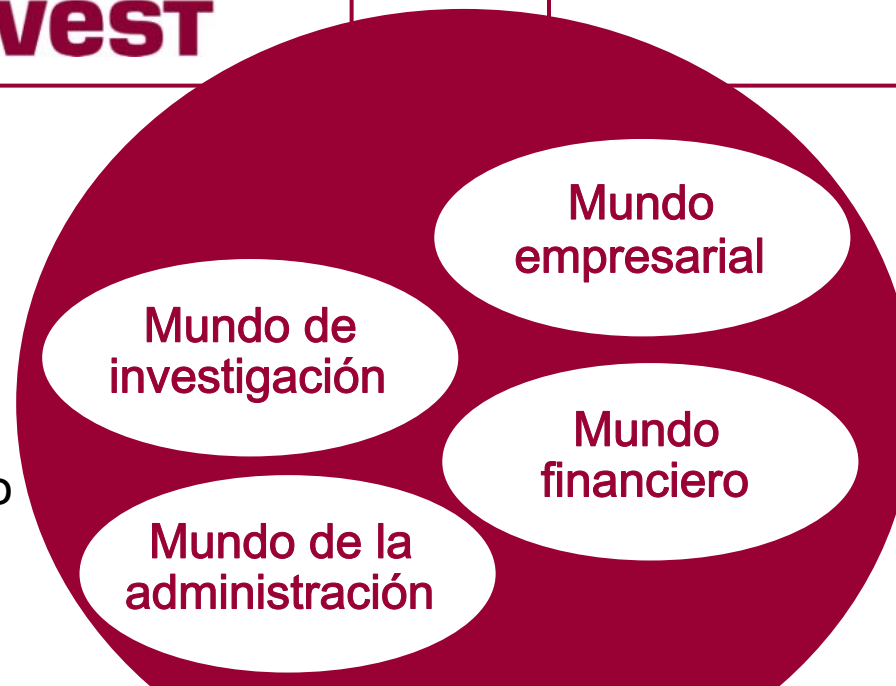 vest
Mundo
empresarial
Mundo de
investigación
Mundo
financiero
o
Mundo de la
administración